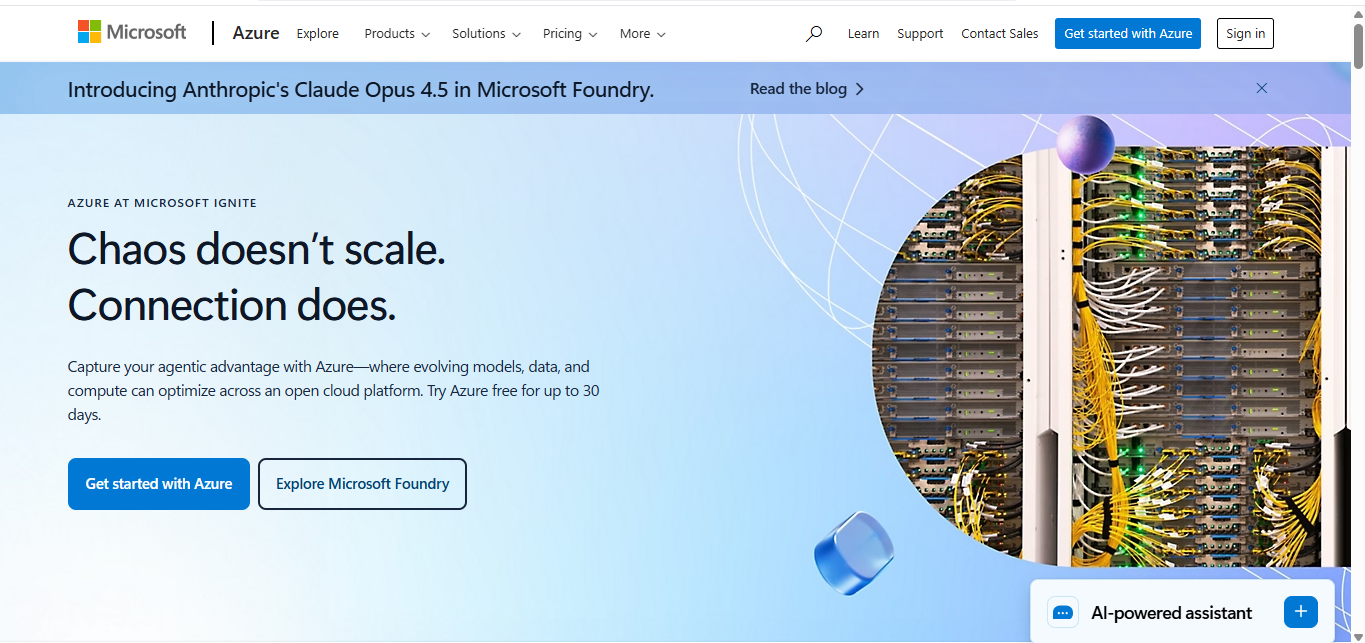 Microsoft
Azure
Explore
Products
Solutions
Pricing
More
Learn
Support
Contact Sales
Get started with Azure
Sign in
Introducing Anthropic's Claude Opus 4.5 in Microsoft Foundry.
Read the blog
AZURE AT MICROSOFT IGNITE
Chaos doesn’t scale.
Connection does.
Capture your agentic advantage with Azure—where evolving models, data, and
compute can optimize across an open cloud platform. Try Azure free for up to 30
days.
Get started with Azure
Explore Microsoft Foundry
AI-powered assistant